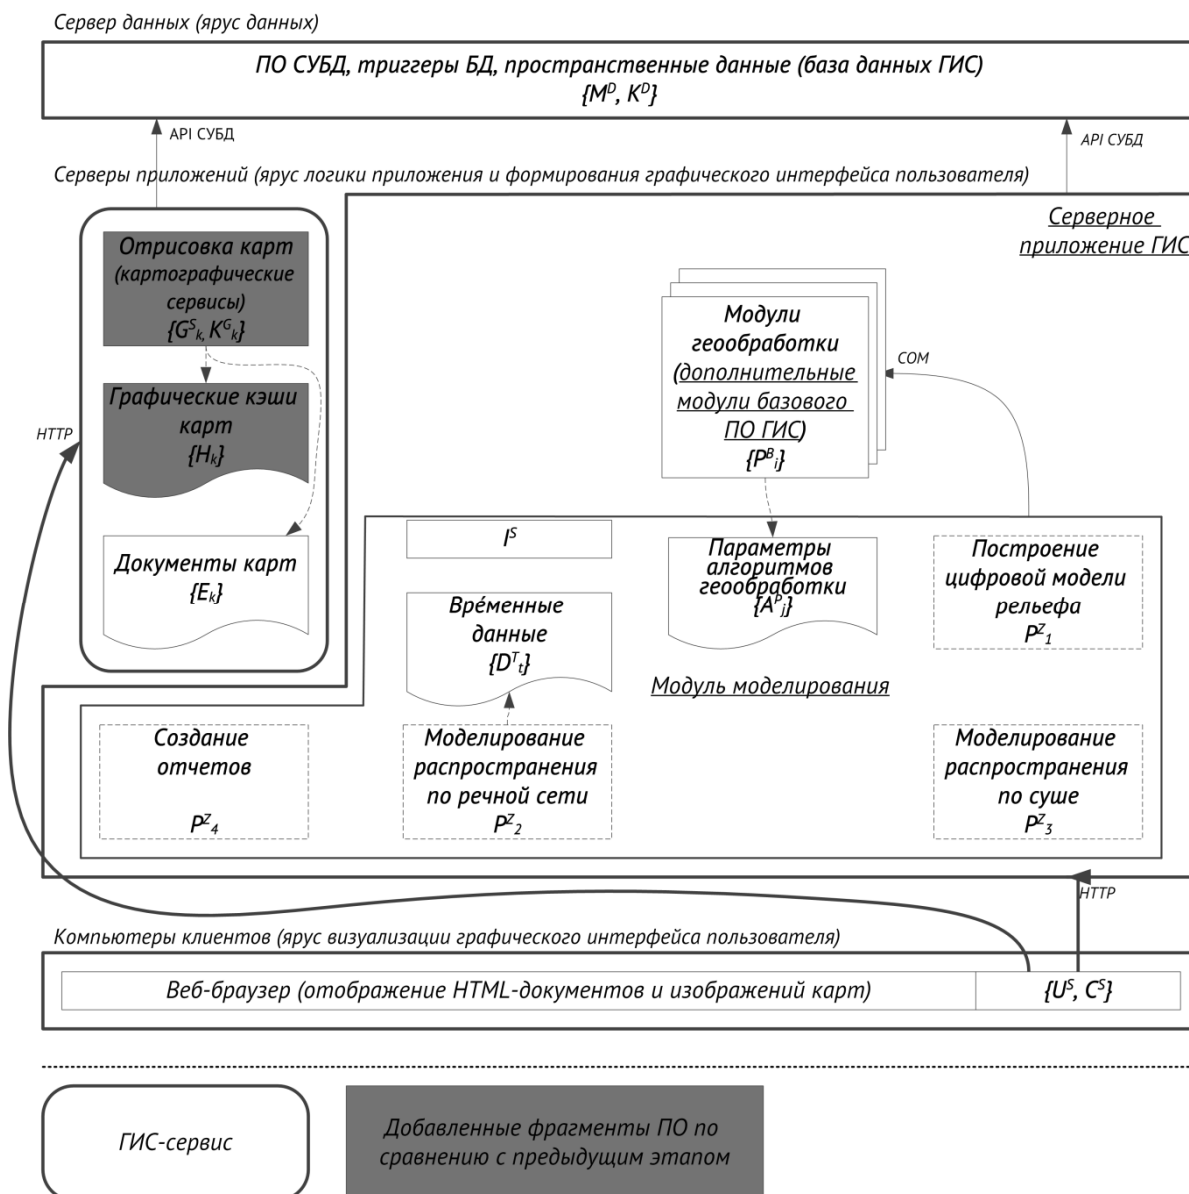 Сервер данных (ярус данных)
ПО СУБД, триггеры БД, пространственные данные (база данных ГИС)
{M^D, K^D}
API СУБД
API СУБД
Серверы приложений (ярус логики приложения и формирования графического интерфейса пользователя)
Серверное
приложение ГИС
Отрисовка карт
(картографические
сервисы)
{G^S_k, K^G_k}
Графические кэши
карт
{H_k}
Документы карт
{E_k}
HTTP
Модули
геообработки
(дополнительные
модули базового
ПО ГИС)
{P^B_i}
COM
I^S
Вре́менные
данные
{D^T_t}
Параметры
алгоритмов
геообработки
{A^P_j}
Построение
цифровой модели
рельефа
P^Z_1
Модуль моделирования
Создание
отчетов
P^Z_4
Моделирование
распространения
по речной сети
P^Z_2
Моделирование
распространения
по суше
P^Z_3
HTTP
Компьютеры клиентов (ярус визуализации графического интерфейса пользователя)
Веб-браузер (отображение HTML-документов и изображений карт)
{U^S, C^S}
ГИС-сервис
Добавленные фрагменты ПО по
сравнению с предыдущим этапом